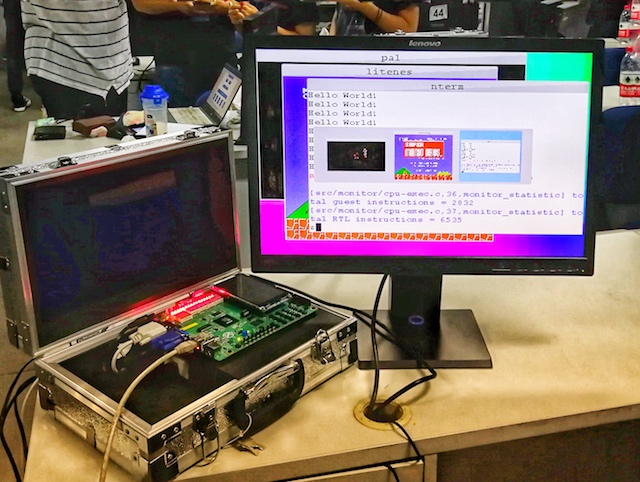 44
lenovo
pal
litenes
nterm
Hello World!
Hello World!
Hello World!
Hello World!
H
H
SUPER
[src/monitor/cpu-exec.c,36,monitor_statistic] to
tal guest instructions = 2832
[src/monitor/cpu-exec.c,37,monitor_statistic] to
tal RTL instructions = 6535